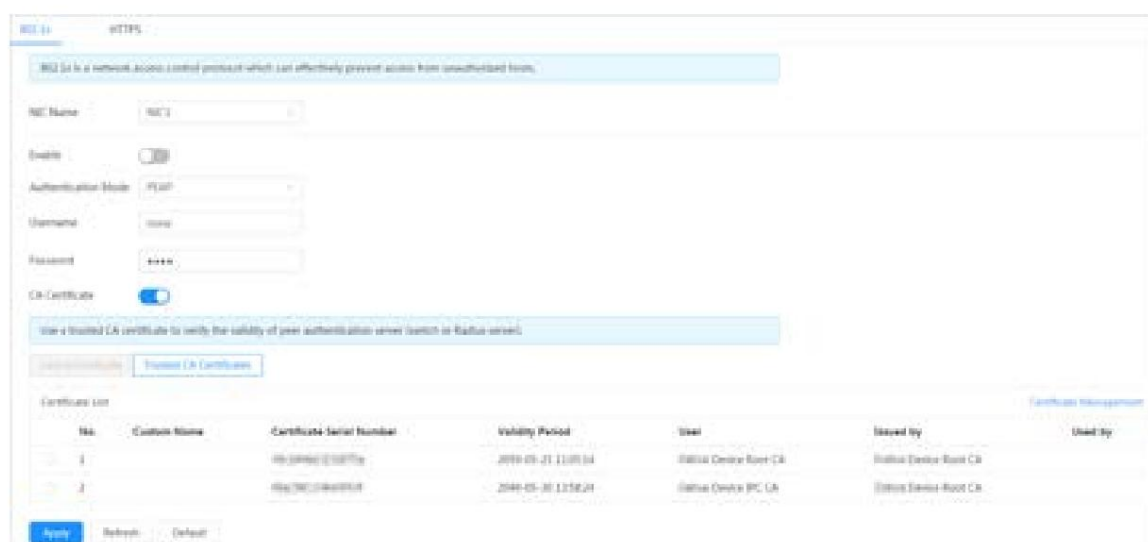 802.1x HTTPS
802.1x is a network access control protocol which can effectively prevent access from unauthorized hosts.
NIC Name NIC1
Enable
Authentication Mode PEAP
Username none
Password ••••
CA Certificate
Use a trusted CA certificate to verify the validity of peer authentication server (switch or Radius server).
Trusted CA Certificates
Certificate List Certificate Management
No. Custom Name Certificate Serial Number Validity Period User Issued by Used by
1 Device Root CA Device Root CA
2 Device IPC CA Device Root CA
Apply Refresh Default